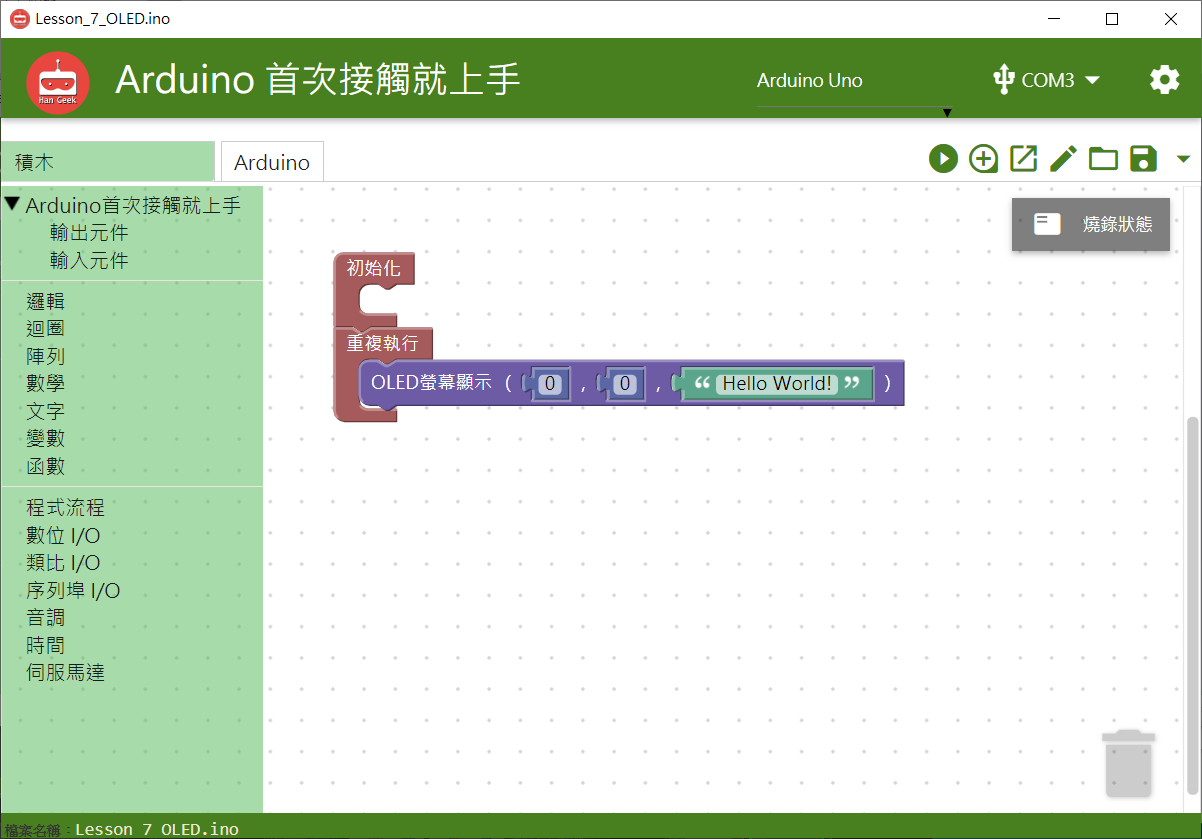 Lesson_7_OLED.ino
Han Geek
Arduino 首次接觸就上手
Arduino Uno
COM3
積木
Arduino
Arduino首次接觸就上手
輸出元件
輸入元件
邏輯
迴圈
陣列
數學
文字
變數
函數
程式流程
數位 I/O
類比 I/O
序列埠 I/O
音調
時間
伺服馬達
燒錄狀態
初始化
重複執行
OLED螢幕顯示 ( 0 , 0 , “ Hello World! ” )
檔案名稱：Lesson_7_OLED.ino